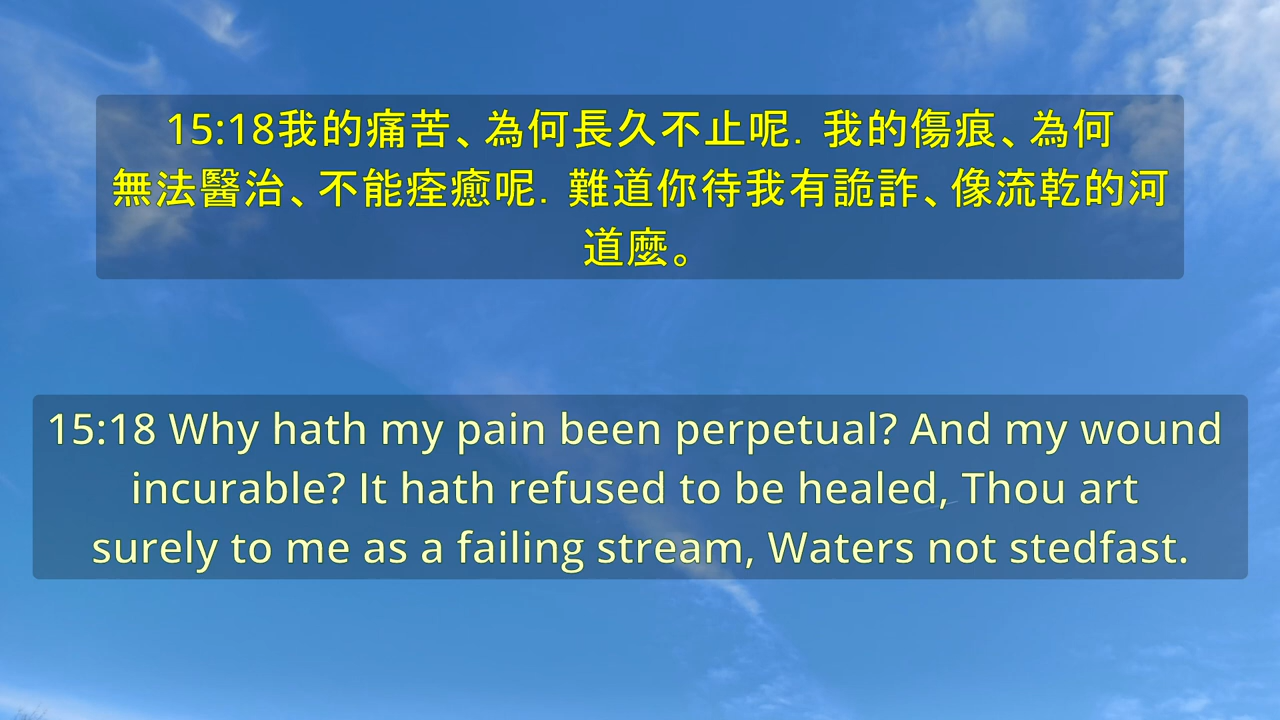 15:18我的痛苦、為何長久不止呢．我的傷痕、為何
無法醫治、不能痊癒呢．難道你待我有詭詐、像流乾的河
道麼。
15:18 Why hath my pain been perpetual? And my wound
incurable? It hath refused to be healed, Thou art
surely to me as a failing stream, Waters not stedfast.